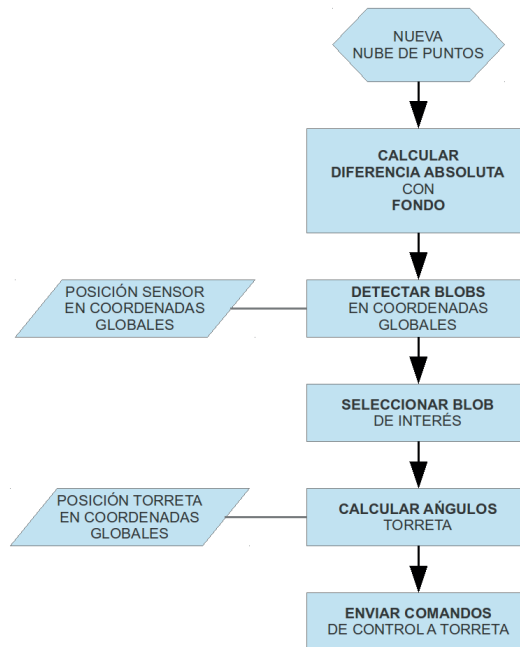 NUEVA
NUBE DE PUNTOS
CALCULAR
DIFERENCIA ABSOLUTA
CON
FONDO
POSICIÓN SENSOR
EN COORDENADAS
GLOBALES
DETECTAR BLOBS
EN COORDENADAS
GLOBALES
SELECCIONAR BLOB
DE INTERÉS
POSICIÓN TORRETA
EN COORDENADAS
GLOBALES
CALCULAR AŃGULOS
TORRETA
ENVIAR COMANDOS
DE CONTROL A TORRETA